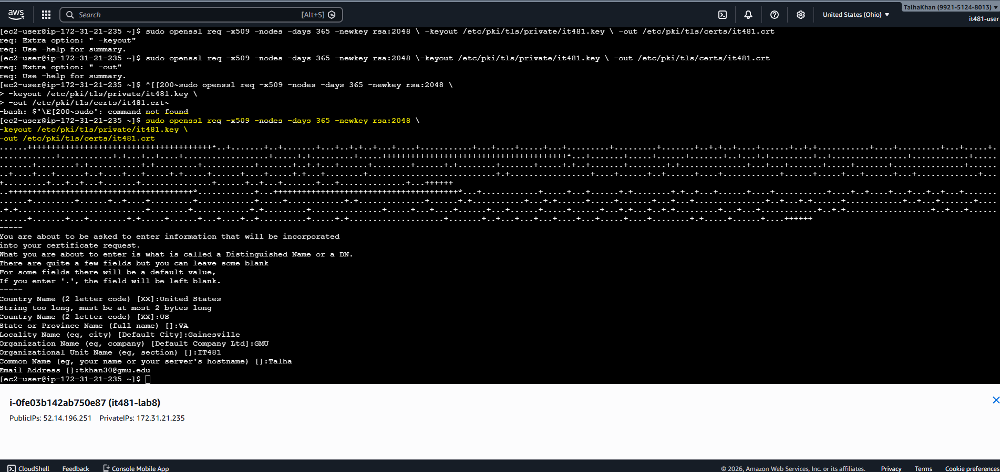 aws
Search [Alt+S]
United States (Ohio)
TalhaKhan (9921-5124-8013)
it481-user
[ec2-user@ip-172-31-21-235 ~]$ sudo openssl req -x509 -nodes -days 365 -newkey rsa:2048 \ -keyout /etc/pki/tls/private/it481.key \ -out /etc/pki/tls/certs/it481.crt
req: Extra option: " -keyout"
req: Use -help for summary.
[ec2-user@ip-172-31-21-235 ~]$ sudo openssl req -x509 -nodes -days 365 -newkey rsa:2048 \-keyout /etc/pki/tls/private/it481.key \ -out /etc/pki/tls/certs/it481.crt
req: Extra option: " -out"
req: Use -help for summary.
[ec2-user@ip-172-31-21-235 ~]$ ^[[200~sudo openssl req -x509 -nodes -days 365 -newkey rsa:2048 \
> -keyout /etc/pki/tls/private/it481.key \
> -out /etc/pki/tls/certs/it481.crt~
-bash: $'\E[200~sudo': command not found
[ec2-user@ip-172-31-21-235 ~]$ sudo openssl req -x509 -nodes -days 365 -newkey rsa:2048 \
-keyout /etc/pki/tls/private/it481.key \
-out /etc/pki/tls/certs/it481.crt
-----
You are about to be asked to enter information that will be incorporated
into your certificate request.
What you are about to enter is what is called a Distinguished Name or a DN.
There are quite a few fields but you can leave some blank
For some fields there will be a default value,
If you enter '.', the field will be left blank.
-----
Country Name (2 letter code) [XX]:United States
String too long, must be at most 2 bytes long
Country Name (2 letter code) [XX]:US
State or Province Name (full name) []:VA
Locality Name (eg, city) [Default City]:Gainesville
Organization Name (eg, company) [Default Company Ltd]:GMU
Organizational Unit Name (eg, section) []:IT481
Common Name (eg, your name or your server's hostname) []:Talha
Email Address []:tkhan30@gmu.edu
[ec2-user@ip-172-31-21-235 ~]$
i-0fe03b142ab750e87 (it481-lab8)
PublicIPs: 52.14.196.251 PrivateIPs: 172.31.21.235
CloudShell Feedback Console Mobile App © 2026, Amazon Web Services, Inc. or its affiliates. Privacy Terms Cookie preferences